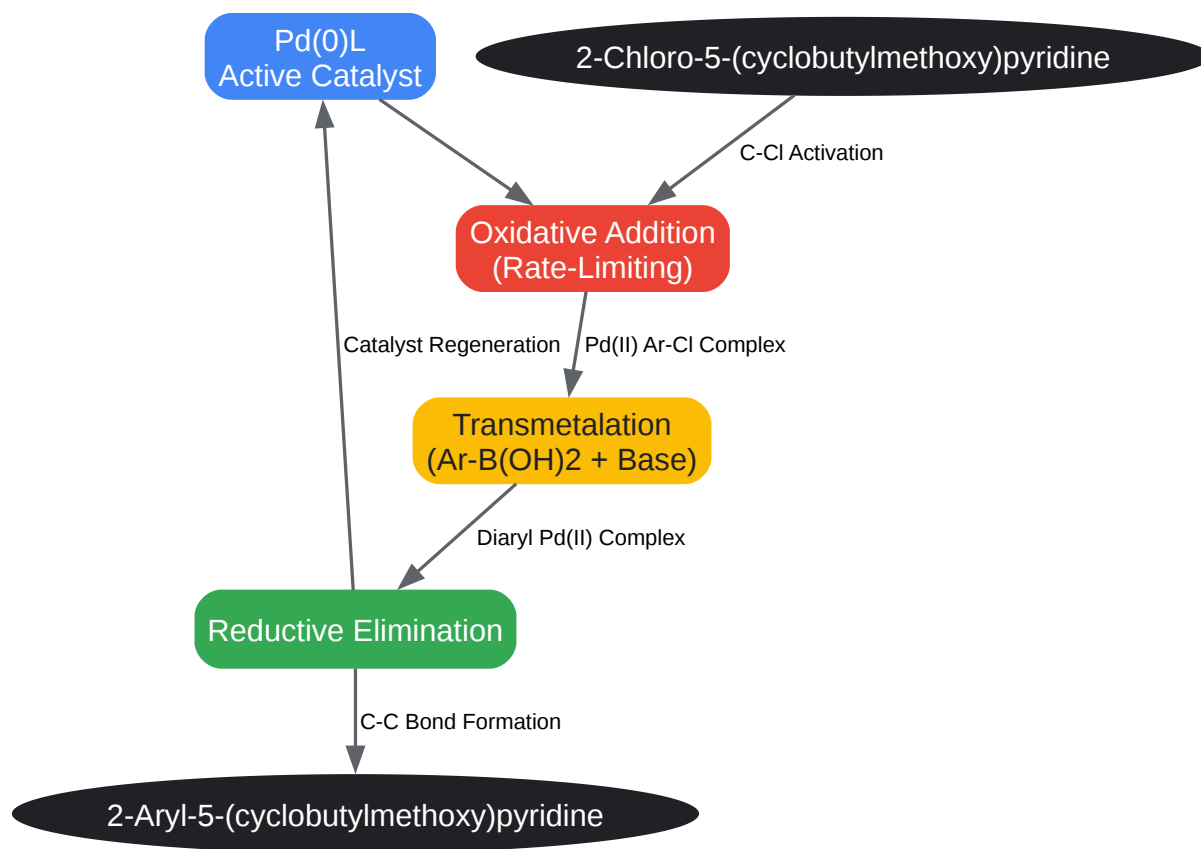 Pd(0)L
Active Catalyst
2-Chloro-5-(cyclobutylmethoxy)pyridine
C-Cl Activation
Oxidative Addition
(Rate-Limiting)
Catalyst Regeneration
Pd(II) Ar-Cl Complex
Transmetalation
(Ar-B(OH)2 + Base)
Diaryl Pd(II) Complex
Reductive Elimination
C-C Bond Formation
2-Aryl-5-(cyclobutylmethoxy)pyridine